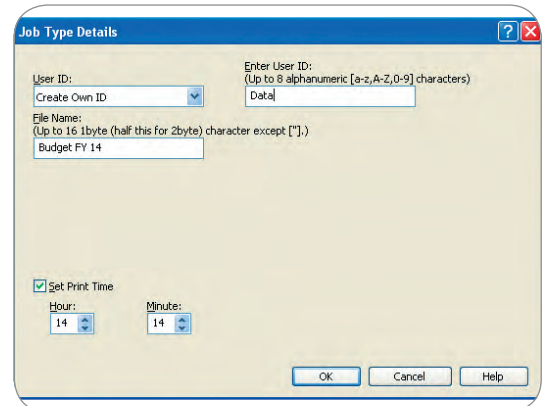 Job Type Details
User ID:
Create Own ID
Enter User ID:
(Up to 8 alphanumeric [a-z,A-Z,0-9] characters)
Data
File Name:
(Up to 16 1byte (half this for 2byte) character except ["].)
Budget FY 14
Set Print Time
Hour:
Minute:
14
14
OK
Cancel
Help